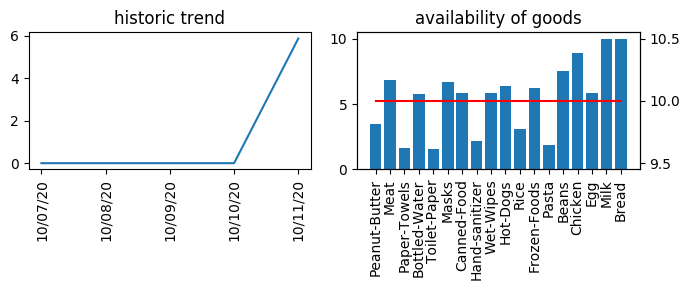 historic trend
6
4
2
0
10/07/20
10/08/20
10/09/20
10/10/20
10/11/20
availability of goods
10
5
0
10.5
10.0
9.5
Peanut-Butter
Meat
Paper-Towels
Bottled-Water
Toilet-Paper
Masks
Canned-Food
Hand-sanitizer
Wet-Wipes
Hot-Dogs
Rice
Frozen-Foods
Pasta
Beans
Chicken
Egg
Milk
Bread